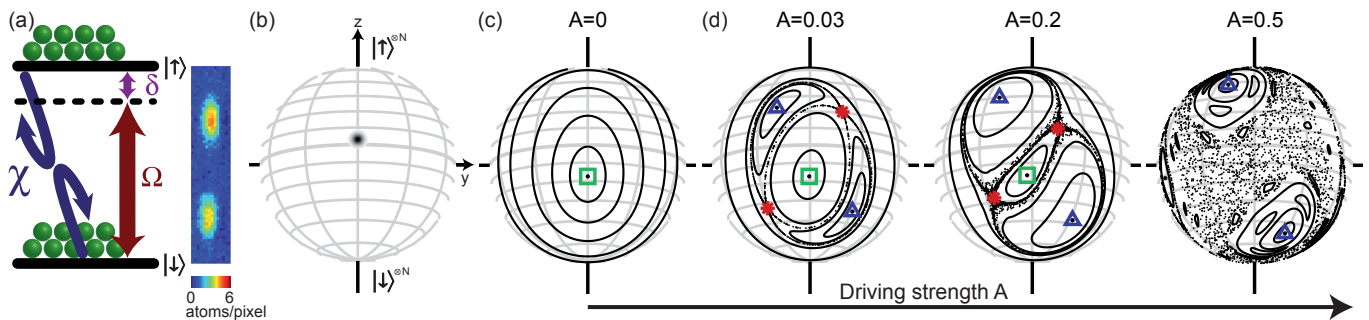 (a)
|↑⟩
δ
χ
Ω
|↓⟩
0 6
atoms/pixel
(b)
z
|↑⟩⊗N
y
|↓⟩⊗N
(c)
A=0
(d)
A=0.03
A=0.2
A=0.5
Driving strength A